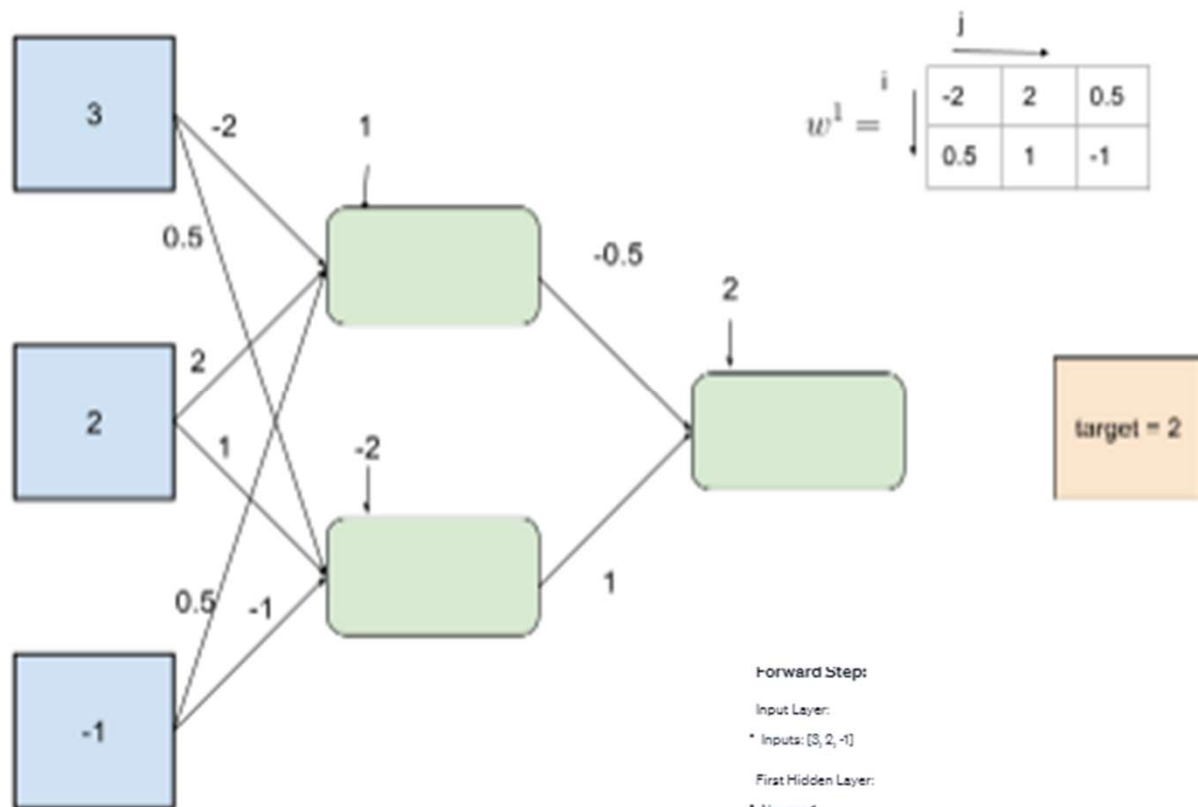 j
i
w¹ =
-2 2 0.5
0.5 1 -1
3
-2
1
0.5
-0.5
2
2
2
1
-2
target = 2
0.5
-1
1
-1
Forward Step:
Input Layer:
* Inputs: [3, 2, -1]
First Hidden Layer: